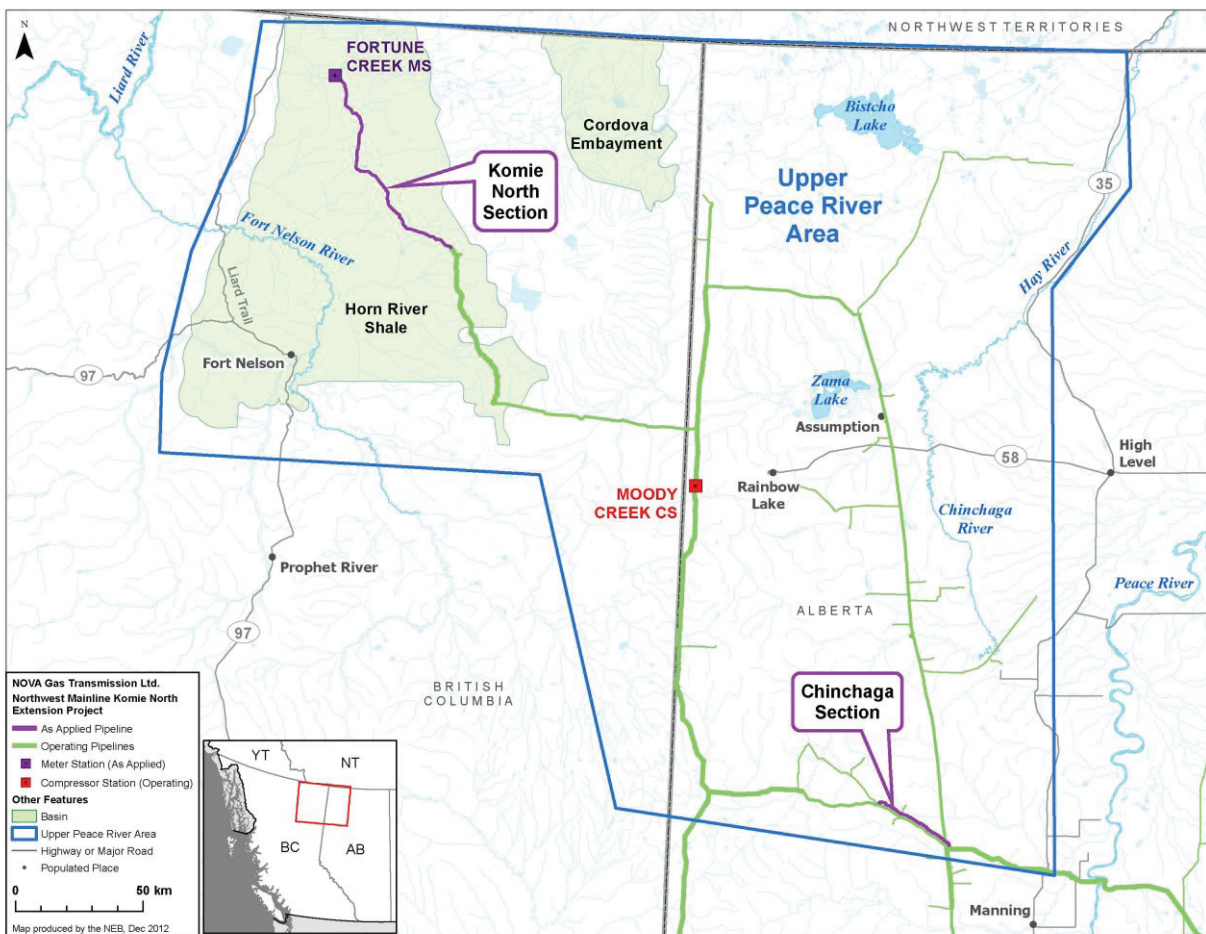 NORTHWEST TERRITORIES
N
FORTUNE
CREEK MS
Liard River
Cordova
Embayment
Bistcho
Lake
Komie
North
Section
Upper
Peace River
Area
35
Fort Nelson River
Hay River
Liard Trail
Horn River
Shale
Fort Nelson
97
Zama
Lake
Assumption
58
High
Level
Rainbow
Lake
MOODY
CREEK CS
Chinchaga
River
Prophet River
Peace River
ALBERTA
97
BRITISH
COLUMBIA
Chinchaga
Section
Manning
NOVA Gas Transmission Ltd.
Northwest Mainline Komie North
Extension Project
As Applied Pipeline
Operating Pipelines
Meter Station (As Applied)
Compressor Station (Operating)
Other Features
Basin
Upper Peace River Area
Highway or Major Road
Populated Place
0 50 km
Map produced by the NEB, Dec 2012
YT
NT
BC
AB